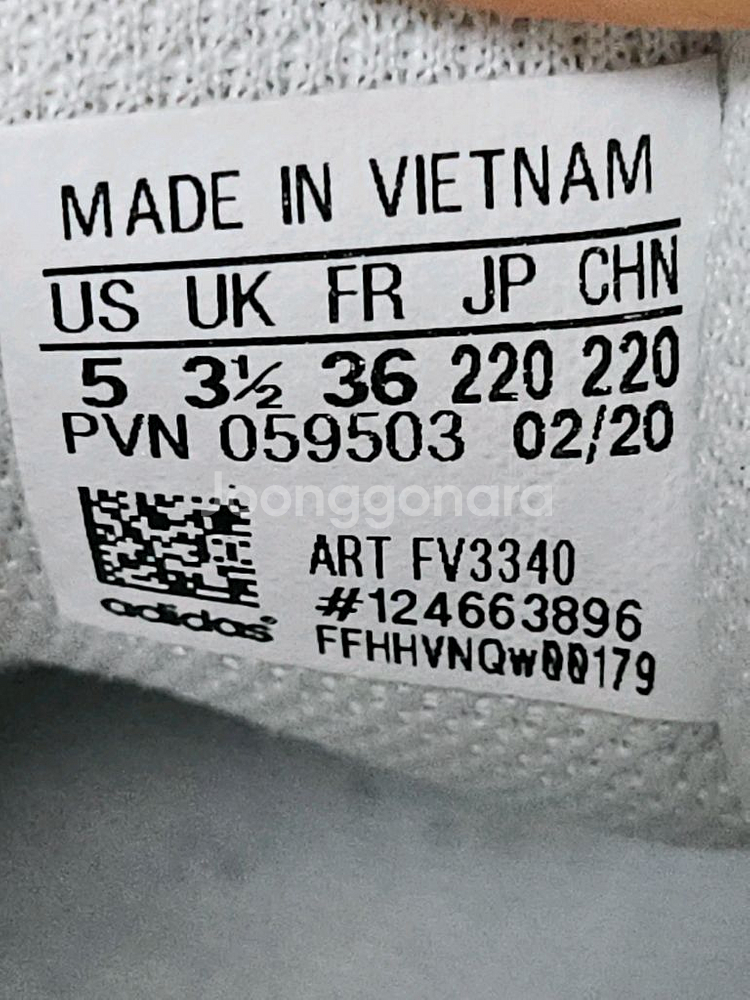 MADE IN VIETNAM
US UK FR JP CHN
5 3½ 36 220 220
PVN 059503 02/20
Joonggonara
ART FV3340
#124663896
adidas
FFHHVNQw00179